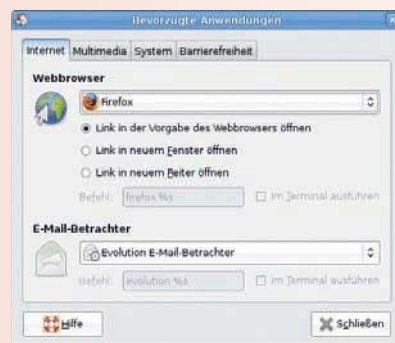 Bevorzugte Anwendungen
Internet Multimedia System Barrierefreiheit
Webbrowser
Firefox
Link in der Vorgabe des Webbrowsers öffnen
Link in neuem Fenster öffnen
Link in neuem Reiter öffnen
Befehl: firefox %s Im Terminal ausführen
E-Mail-Betrachter
Evolution E-Mail-Betrachter
Befehl: evolution %s Im Terminal ausführen
Hilfe Schließen